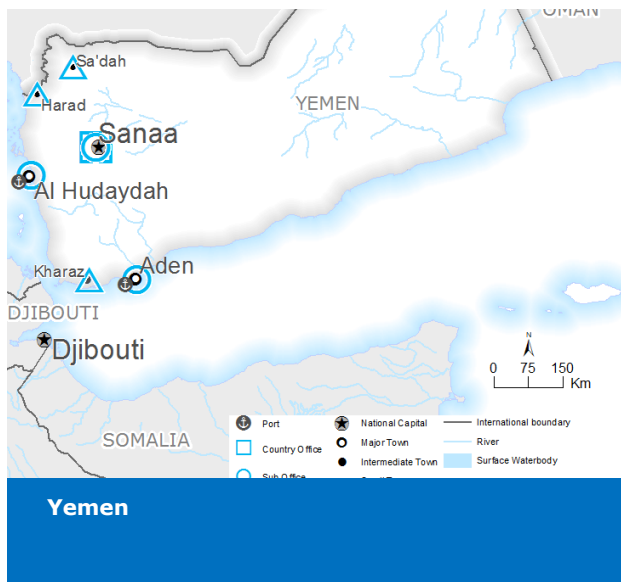 OMAN
Sa'dah
Harad
YEMEN
Sanaa
Al Hudaydah
Kharaz
Aden
DJIBOUTI
Djibouti
N
0 75 150
Km
SOMALIA
Port
National Capital
International boundary
Country Office
Major Town
River
Intermediate Town
Surface Waterbody
Sub Office
Yemen